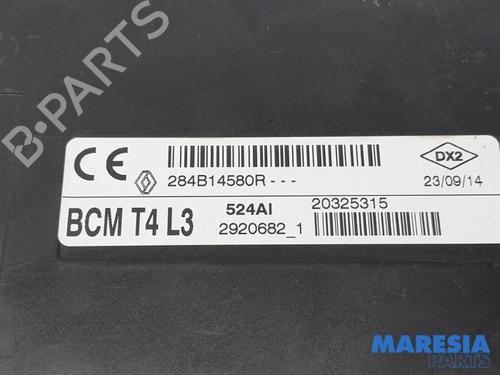 B-PARTS
CE
284B14580R---
DX2
23/09/14
BCM T4 L3
524AI
20325315
2920682_1
MARESIA
PARTS